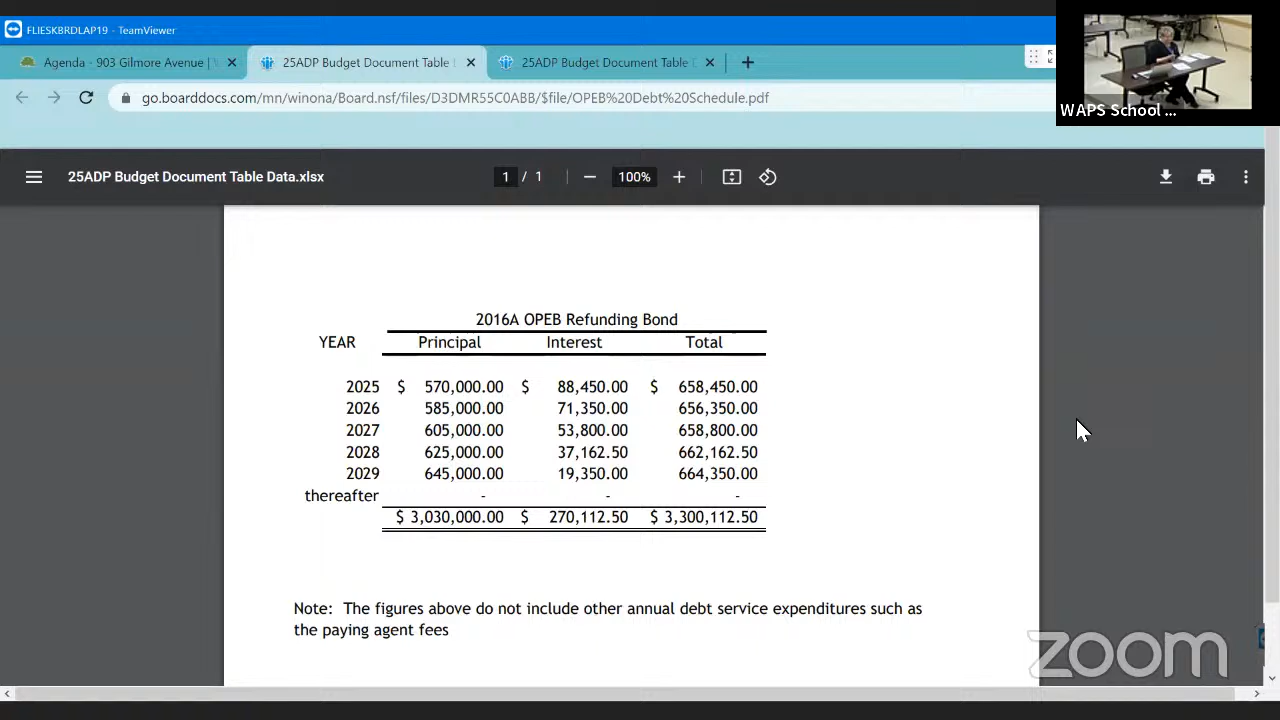 FLIESKBRDLAP19 - TeamViewer
Agenda - 903 Gilmore Avenue |
25ADP Budget Document Table
25ADP Budget Document Table
go.boarddocs.com/mn/winona/Board.nsf/files/D3DMR55C0ABB/$file/OPEB%20Debt%20Schedule.pdf
WAPS School ...
25ADP Budget Document Table Data.xlsx
1 / 1
100%
2016A OPEB Refunding Bond
YEAR Principal Interest Total
2025 $ 570,000.00 $ 88,450.00 $ 658,450.00
2026 585,000.00 71,350.00 656,350.00
2027 605,000.00 53,800.00 658,800.00
2028 625,000.00 37,162.50 662,162.50
2029 645,000.00 19,350.00 664,350.00
thereafter - - -
$ 3,030,000.00 $ 270,112.50 $ 3,300,112.50
Note: The figures above do not include other annual debt service expenditures such as
the paying agent fees
zoom